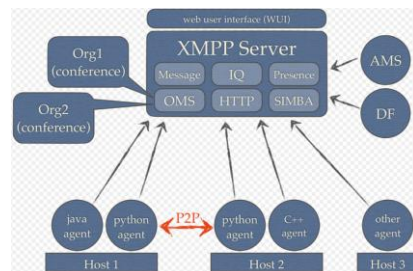 web user interface (WUI)
XMPP Server
Org1
(conference)
Message
IQ
Presence
AMS
Org2
(conference)
OMS
HTTP
SIMBA
DF
java
agent
python
agent
P2P
python
agent
C++
agent
other
agent
Host 1
Host 2
Host 3